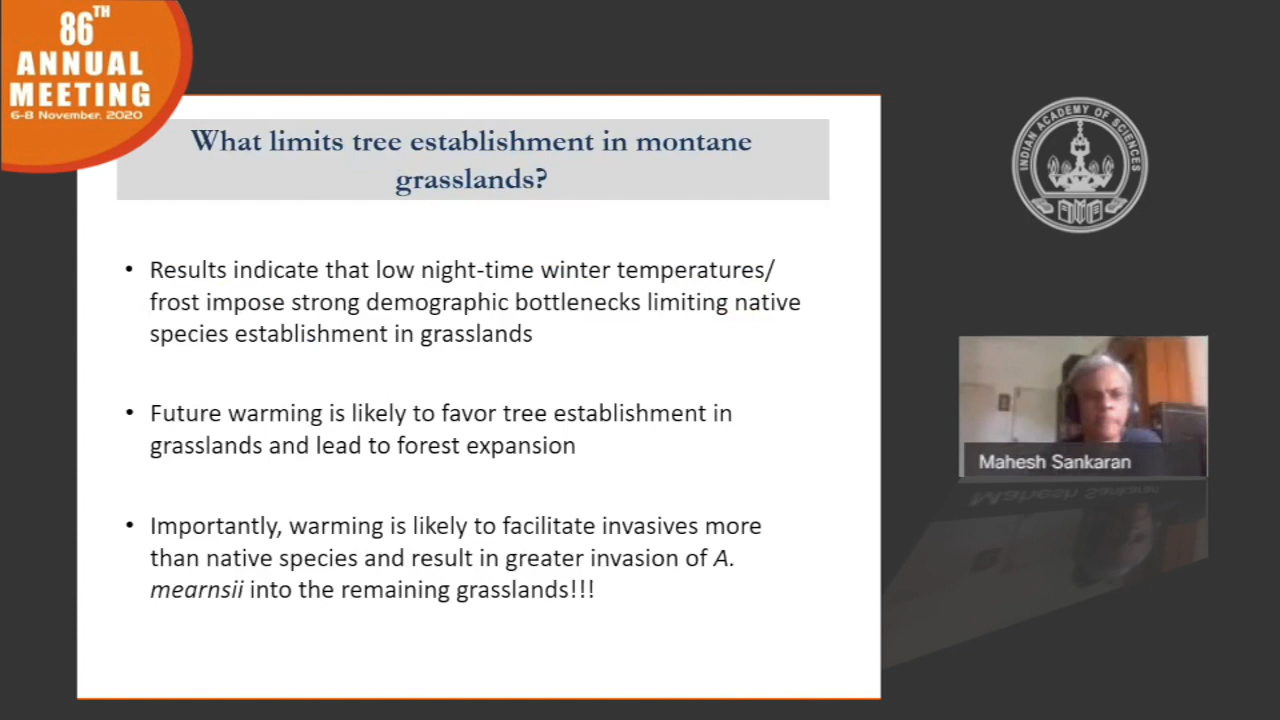 86TH
ANNUAL
MEETING
6-8 November, 2020
INDIAN ACADEMY OF SCIENCES
What limits tree establishment in montane
grasslands?
• Results indicate that low night-time winter temperatures/
frost impose strong demographic bottlenecks limiting native
species establishment in grasslands
• Future warming is likely to favor tree establishment in
grasslands and lead to forest expansion
• Importantly, warming is likely to facilitate invasives more
than native species and result in greater invasion of A.
mearnsii into the remaining grasslands!!!
Mahesh Sankaran